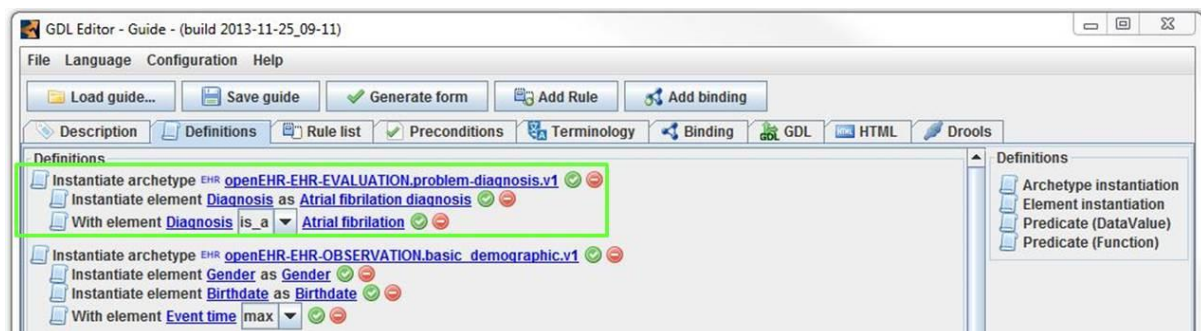 GDL Editor - Guide - (build 2013-11-25_09-11)
File Language Configuration Help
Load guide... Save guide Generate form Add Rule Add binding
Description Definitions Rule list Preconditions Terminology Binding GDL HTML Drools
Definitions
Instantiate archetype EHR openEHR-EHR-EVALUATION.problem-diagnosis.v1
Instantiate element Diagnosis as Atrial fibrilation diagnosis
With element Diagnosis is_a Atrial fibrilation
Instantiate archetype EHR openEHR-EHR-OBSERVATION.basic_demographic.v1
Instantiate element Gender as Gender
Instantiate element Birthdate as Birthdate
With element Event time max
Definitions
Archetype instantiation
Element instantiation
Predicate (DataValue)
Predicate (Function)